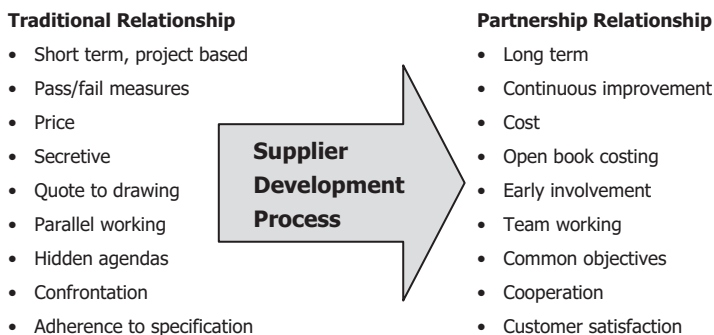 Traditional Relationship
• Short term, project based
• Pass/fail measures
• Price
• Secretive
• Quote to drawing
• Parallel working
• Hidden agendas
• Confrontation
• Adherence to specification
Supplier
Development
Process
Partnership Relationship
• Long term
• Continuous improvement
• Cost
• Open book costing
• Early involvement
• Team working
• Common objectives
• Cooperation
• Customer satisfaction